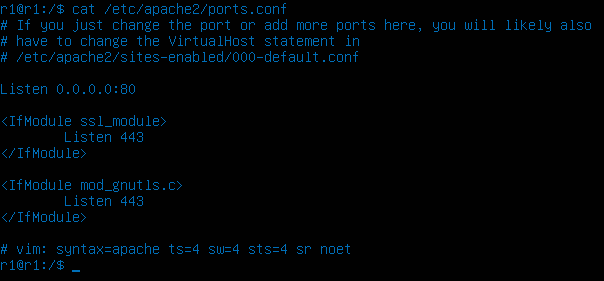 r1@r1:/$ cat /etc/apache2/ports.conf
# If you just change the port or add more ports here, you will likely also
# have to change the VirtualHost statement in
# /etc/apache2/sites-enabled/000-default.conf
Listen 0.0.0.0:80
<IfModule ssl_module>
        Listen 443
</IfModule>
<IfModule mod_gnutls.c>
        Listen 443
</IfModule>
# vim: syntax=apache ts=4 sw=4 sts=4 sr noet
r1@r1:/$ _